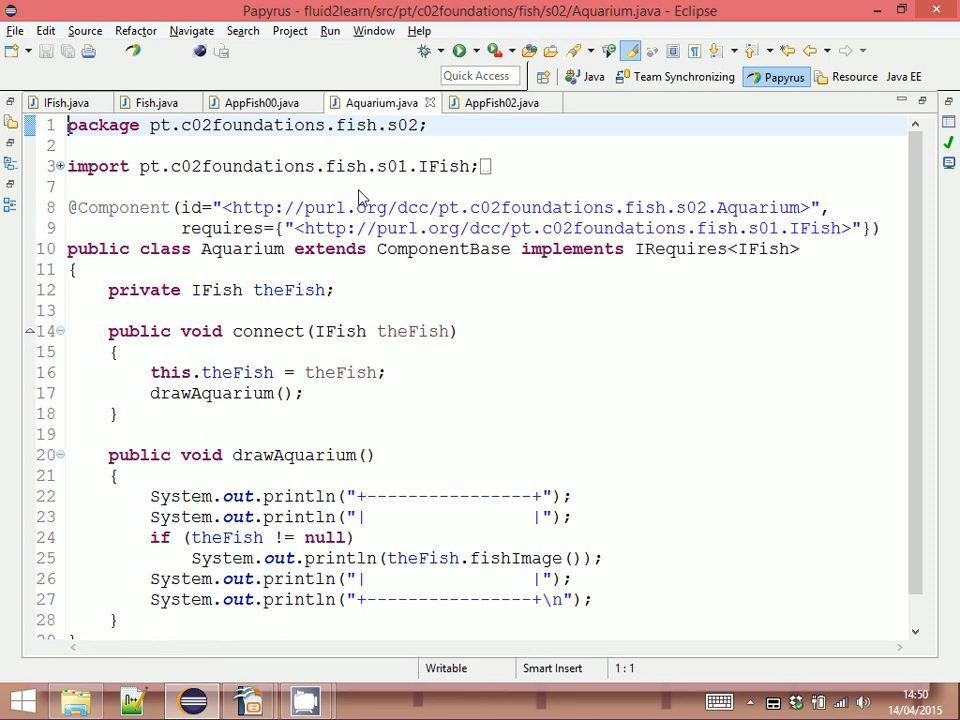 Papyrus - fluid2learn/src/pt/c02foundations/fish/s02/Aquarium.java - Eclipse
File Edit Source Refactor Navigate Search Project Run Window Help
Quick Access Java Team Synchronizing Papyrus Resource Java EE
IFish.java Fish.java AppFish00.java Aquarium.java AppFish02.java
1 package pt.c02foundations.fish.s02;
2
3 import pt.c02foundations.fish.s01.IFish;
7
8 @Component(id="<http://purl.org/dcc/pt.c02foundations.fish.s02.Aquarium>",
9 requires={"<http://purl.org/dcc/pt.c02foundations.fish.s01.IFish>"})
10 public class Aquarium extends ComponentBase implements IRequires<IFish>
11 {
12 private IFish theFish;
13
14 public void connect(IFish theFish)
15 {
16 this.theFish = theFish;
17 drawAquarium();
18 }
19
20 public void drawAquarium()
21 {
22 System.out.println("+----------------+");
23 System.out.println("|                |");
24 if (theFish != null)
25 System.out.println(theFish.fishImage());
26 System.out.println("|                |");
27 System.out.println("+----------------+\n");
28 }
29 }
Writable Smart Insert 1 : 1
14:50
14/04/2015